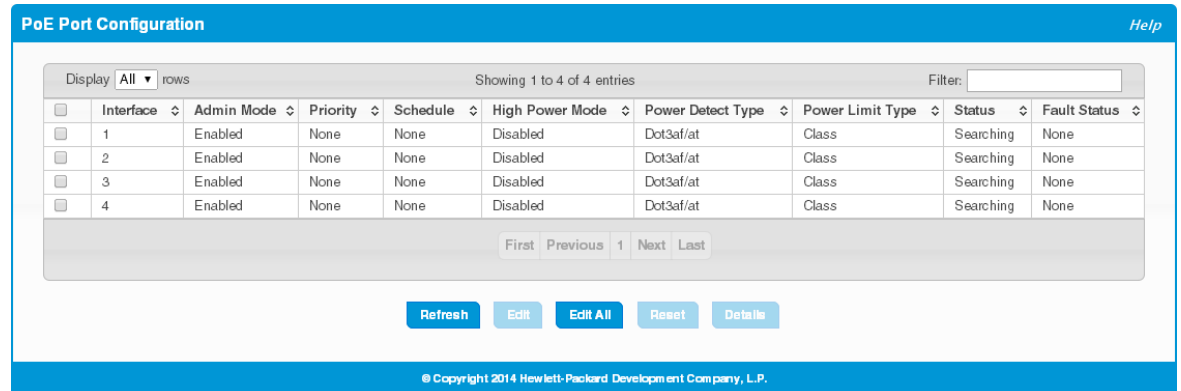 PoE Port Configuration Help
Display All rows Showing 1 to 4 of 4 entries Filter:
Interface Admin Mode Priority Schedule High Power Mode Power Detect Type Power Limit Type Status Fault Status
1 Enabled None None Disabled Dot3af/at Class Searching None
2 Enabled None None Disabled Dot3af/at Class Searching None
3 Enabled None None Disabled Dot3af/at Class Searching None
4 Enabled None None Disabled Dot3af/at Class Searching None
First Previous 1 Next Last
Refresh Edit Edit All Reset Details
© Copyright 2014 Hewlett-Packard Development Company, L.P.